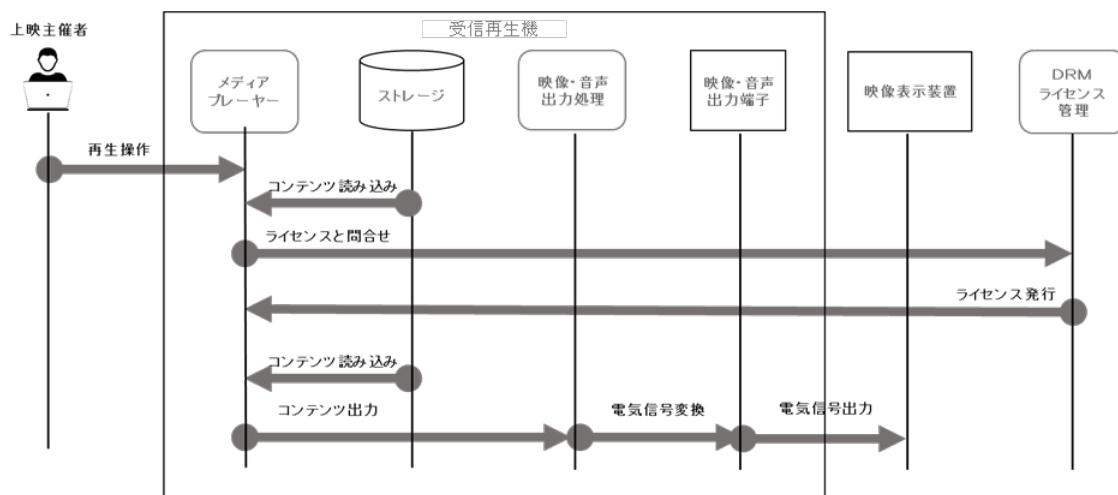 上映主催者
受信再生機
メディア
プレーヤー
ストレージ
映像・音声
出力処理
映像・音声
出力端子
映像表示装置
DRM
ライセンス
管理
再生操作
コンテンツ読み込み
ライセンスと問合せ
ライセンス発行
コンテンツ読み込み
コンテンツ出力
電気信号変換
電気信号出力